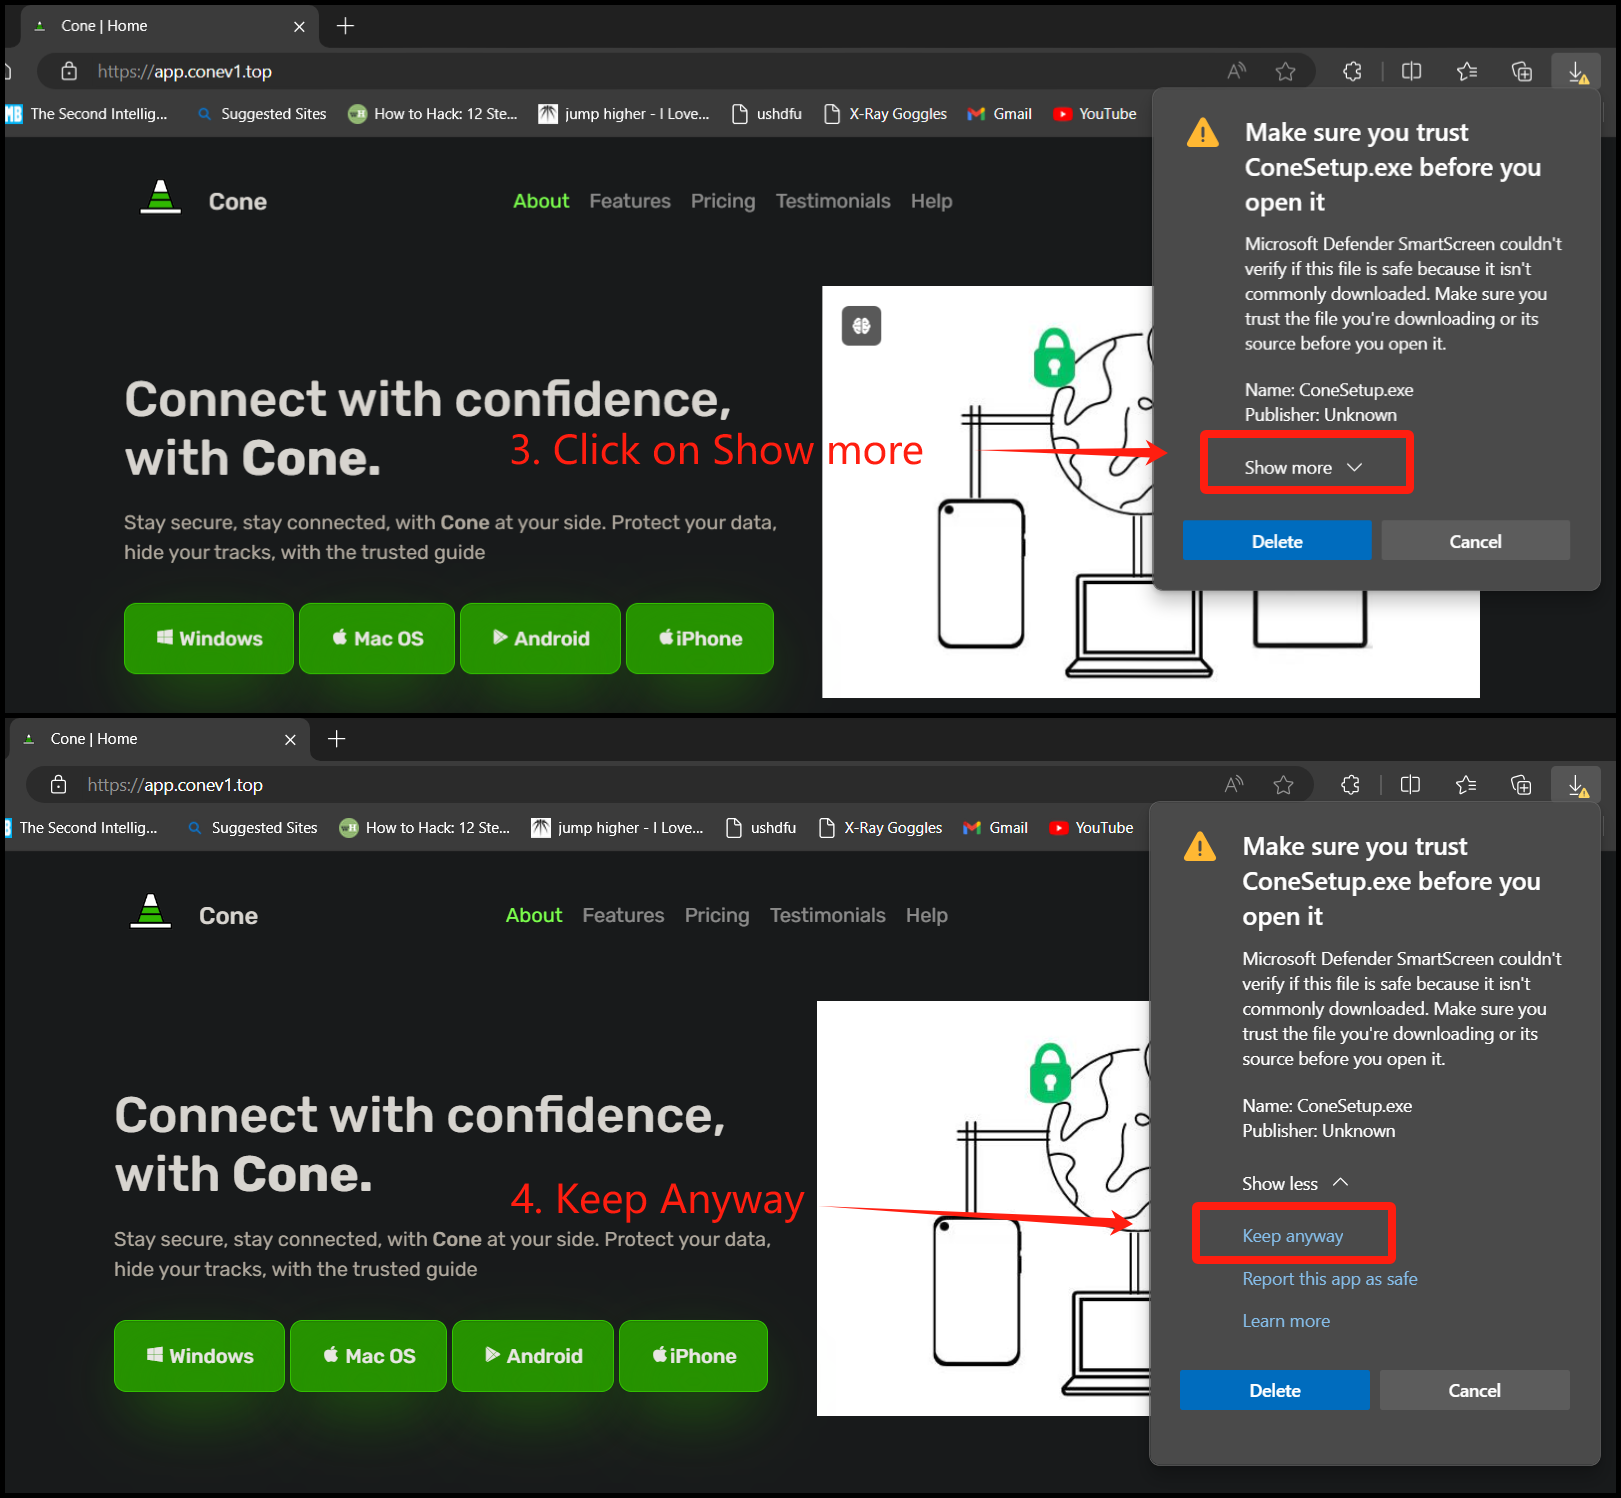 Cone | Home
https://app.conev1.top
The Second Intellig...
Suggested Sites
How to Hack: 12 Ste...
jump higher - I Love...
ushdfu
X-Ray Goggles
Gmail
YouTube
Cone
About
Features
Pricing
Testimonials
Help
Connect with confidence,
with Cone.
Stay secure, stay connected, with Cone at your side. Protect your data,
hide your tracks, with the trusted guide
Windows
Mac OS
Android
iPhone
3. Click on Show more
Make sure you trust
ConeSetup.exe before you
open it
Microsoft Defender SmartScreen couldn't
verify if this file is safe because it isn't
commonly downloaded. Make sure you
trust the file you're downloading or its
source before you open it.
Name: ConeSetup.exe
Publisher: Unknown
Show more
Delete
Cancel
Cone | Home
https://app.conev1.top
The Second Intellig...
Suggested Sites
How to Hack: 12 Ste...
jump higher - I Love...
ushdfu
X-Ray Goggles
Gmail
YouTube
Cone
About
Features
Pricing
Testimonials
Help
Connect with confidence,
with Cone.
Stay secure, stay connected, with Cone at your side. Protect your data,
hide your tracks, with the trusted guide
Windows
Mac OS
Android
iPhone
4. Keep Anyway
Make sure you trust
ConeSetup.exe before you
open it
Microsoft Defender SmartScreen couldn't
verify if this file is safe because it isn't
commonly downloaded. Make sure you
trust the file you're downloading or its
source before you open it.
Name: ConeSetup.exe
Publisher: Unknown
Show less
Keep anyway
Report this app as safe
Learn more
Delete
Cancel